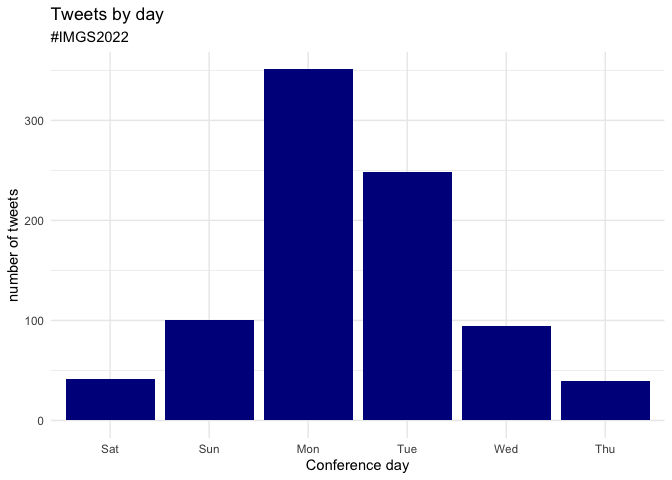 Tweets by day
#IMGS2022
number of tweets
300
200
100
0
Sat Sun Mon Tue Wed Thu
Conference day